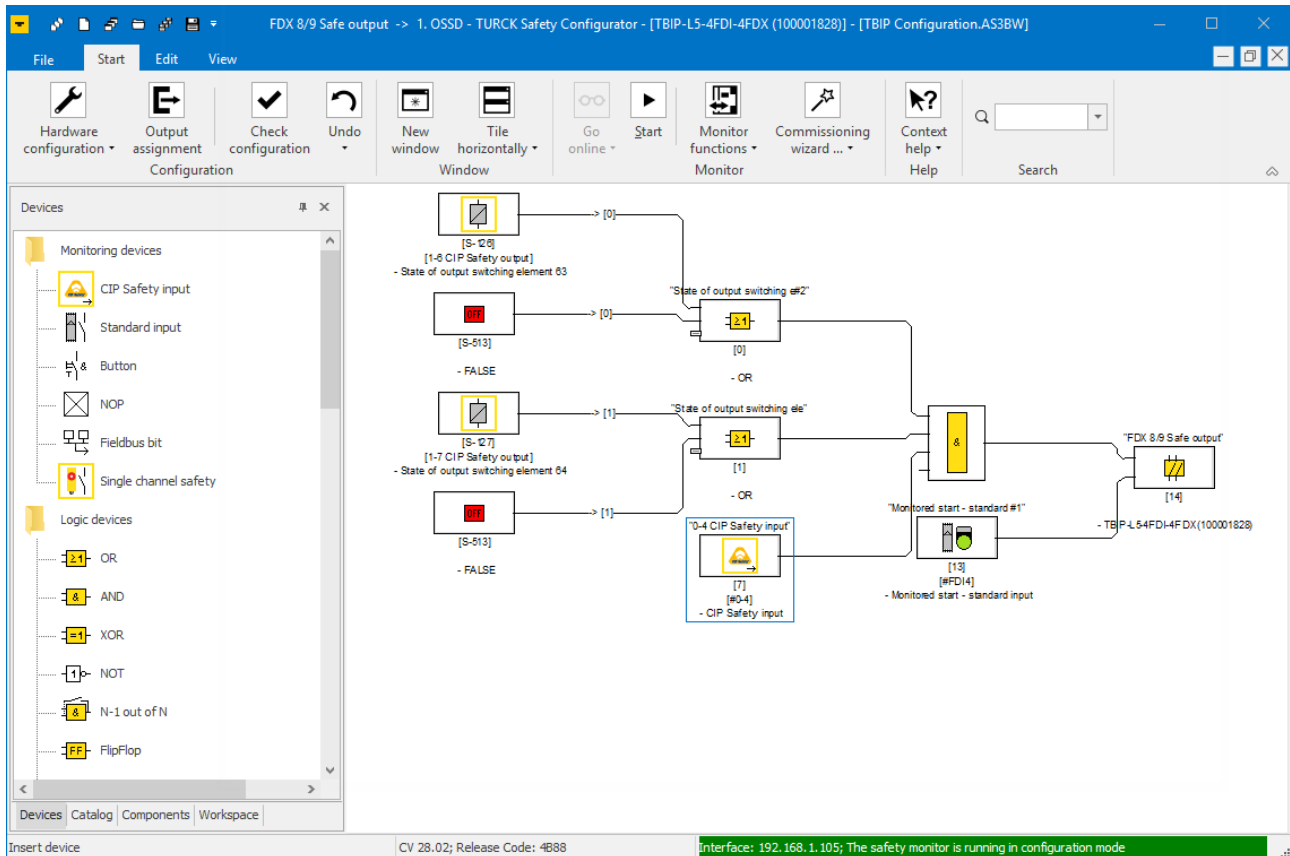 FDX 8/9 Safe output -> 1. OSSD - TURCK Safety Configurator - [TBIP-L5-4FDI-4FDX (100001828)] - [TBIP Configuration.AS3BW]
File Start Edit View
Hardware configuration
Output assignment
Check configuration
Undo
Configuration
New window
Tile horizontally
Window
Go online
Start
Monitor functions
Commissioning wizard ...
Monitor
Context help
Help
Search
Devices
Monitoring devices
CIP Safety input
Standard input
Button
NOP
Fieldbus bit
Single channel safety
Logic devices
≥1 OR
& AND
=1 XOR
1 NOT
& N-1 out of N
FF FlipFlop
Devices Catalog Components Workspace
-> [0]
[S-126]
[1-6 CIP Safety output]
- State of output switching element 63
OFF
-> [0]
[S-513]
- FALSE
"State of output switching e#2"
≥1
[0]
- OR
-> [1]
[S-127]
[1-7 CIP Safety output]
- State of output switching element 64
OFF
-> [1]
[S-513]
- FALSE
"State of output switching ele"
≥1
[1]
- OR
"0-4 CIP Safety input"
[7]
[#0-4]
- CIP Safety input
&
"Monitored start - standard #1"
[13]
[#FDI4]
- Monitored start - standard input
"FDX 8/9 Safe output"
[14]
- TBIP-L5-4FDI-4FDX (100001828)
Insert device
CV 28.02; Release Code: 4B88
Interface: 192.168.1.105; The safety monitor is running in configuration mode